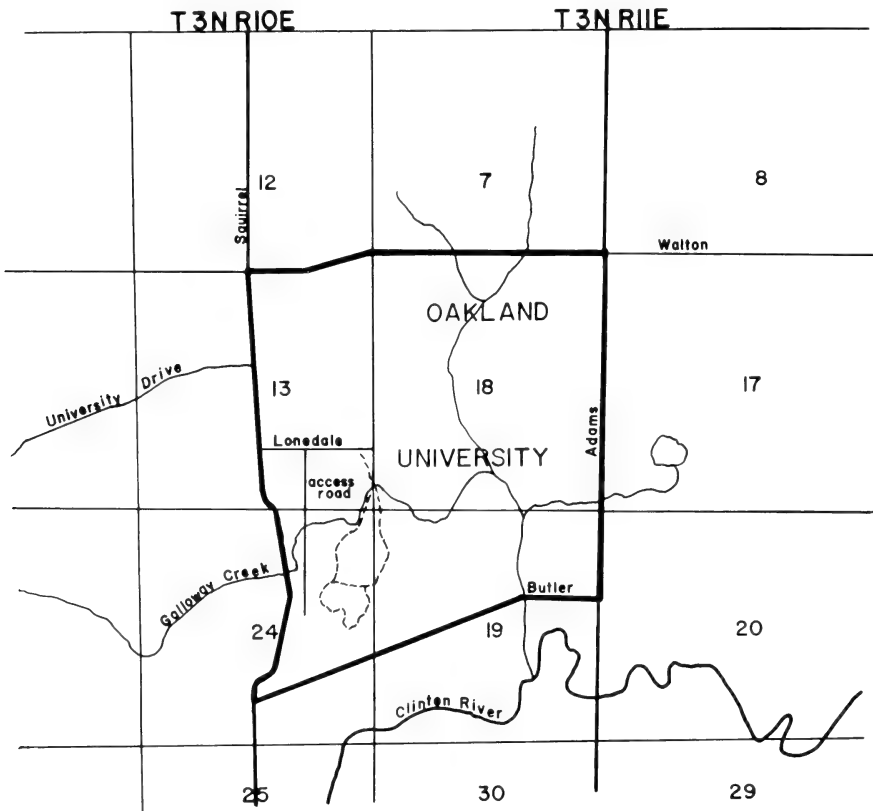 T3N R10E
T3N R11E
12
7
8
Squirrel
Walton
OAKLAND
University Drive
13
18
17
Adams
Lonedale
UNIVERSITY
access
road
Galloway Creek
Butler
24
19
20
Clinton River
25
30
29